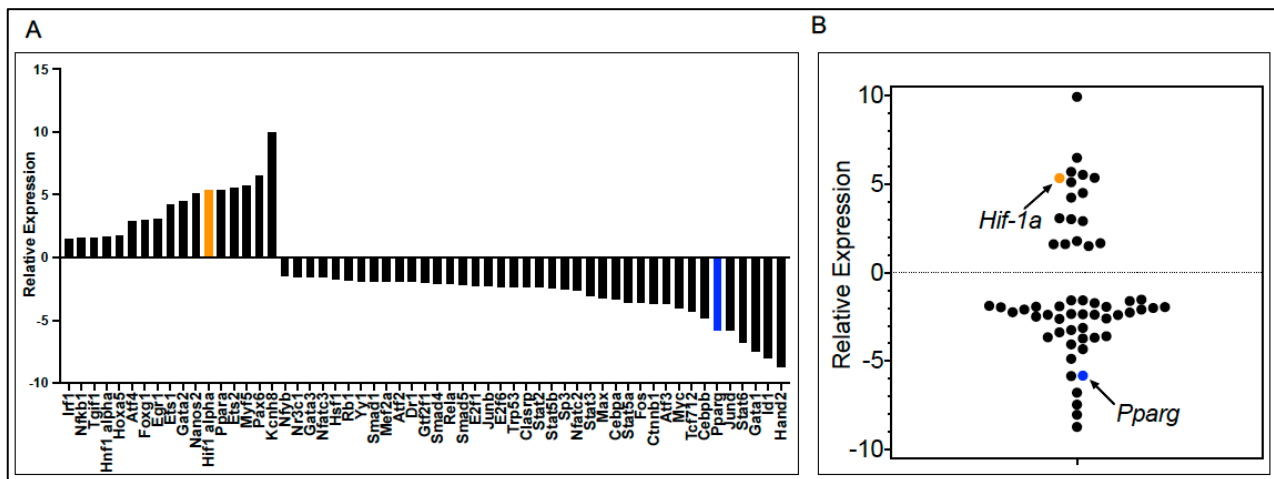 A
15
10
5
0
-5
-10
Relative Expression
Irf1
Nfkb1
Tgif1
Hnf1 alpha
Hoxa5
Atf4
Foxg1
Egr1
Ets1
Gata2
Nanos2
Hif1 alpha
Ppara
Ets2
Myf5
Pax6
Kcnh8
Nfyb
Nr3c1
Gata3
Nfatc3
Hsf1
Rb1
Yy1
Smad1
Mef2a
Atf2
Dr1
Gtf2f1
Smad4
Rela
Smad5
E2f1
Junb
E2f6
Trp53
Clasrp
Stat2
Stat5b
Sp3
Nfatc2
Stat3
Max
Cebpa
Stat5a
Fos
Ctnnb1
Atf3
Myc
Tcf712
Cebpb
Pparg
Jund
Stat6
Gata1
Id1
Hand2
B
10
5
0
-5
-10
Relative Expression
Hif-1a
Pparg